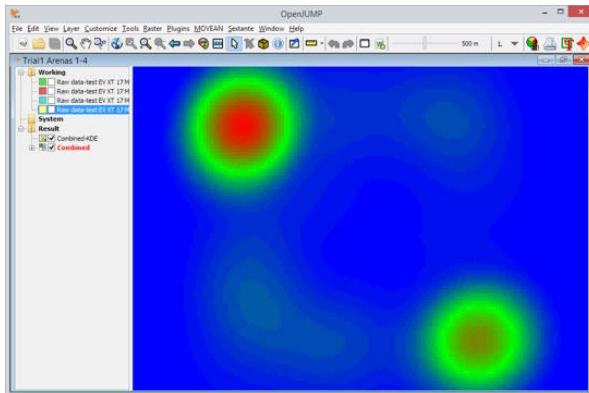 OpenJUMP
File Edit View Layer Customize Tools Raster Plugins MOVEAN Sextante Window Help
500 m L
Trial1 Arenas 1-4
Working
Raw data-test EV XT 17 M
Raw data-test EV XT 17 M
Raw data-test EV XT 17 M
Raw data-test EV XT 17 M
System
Result
Combined-KDE
Combined